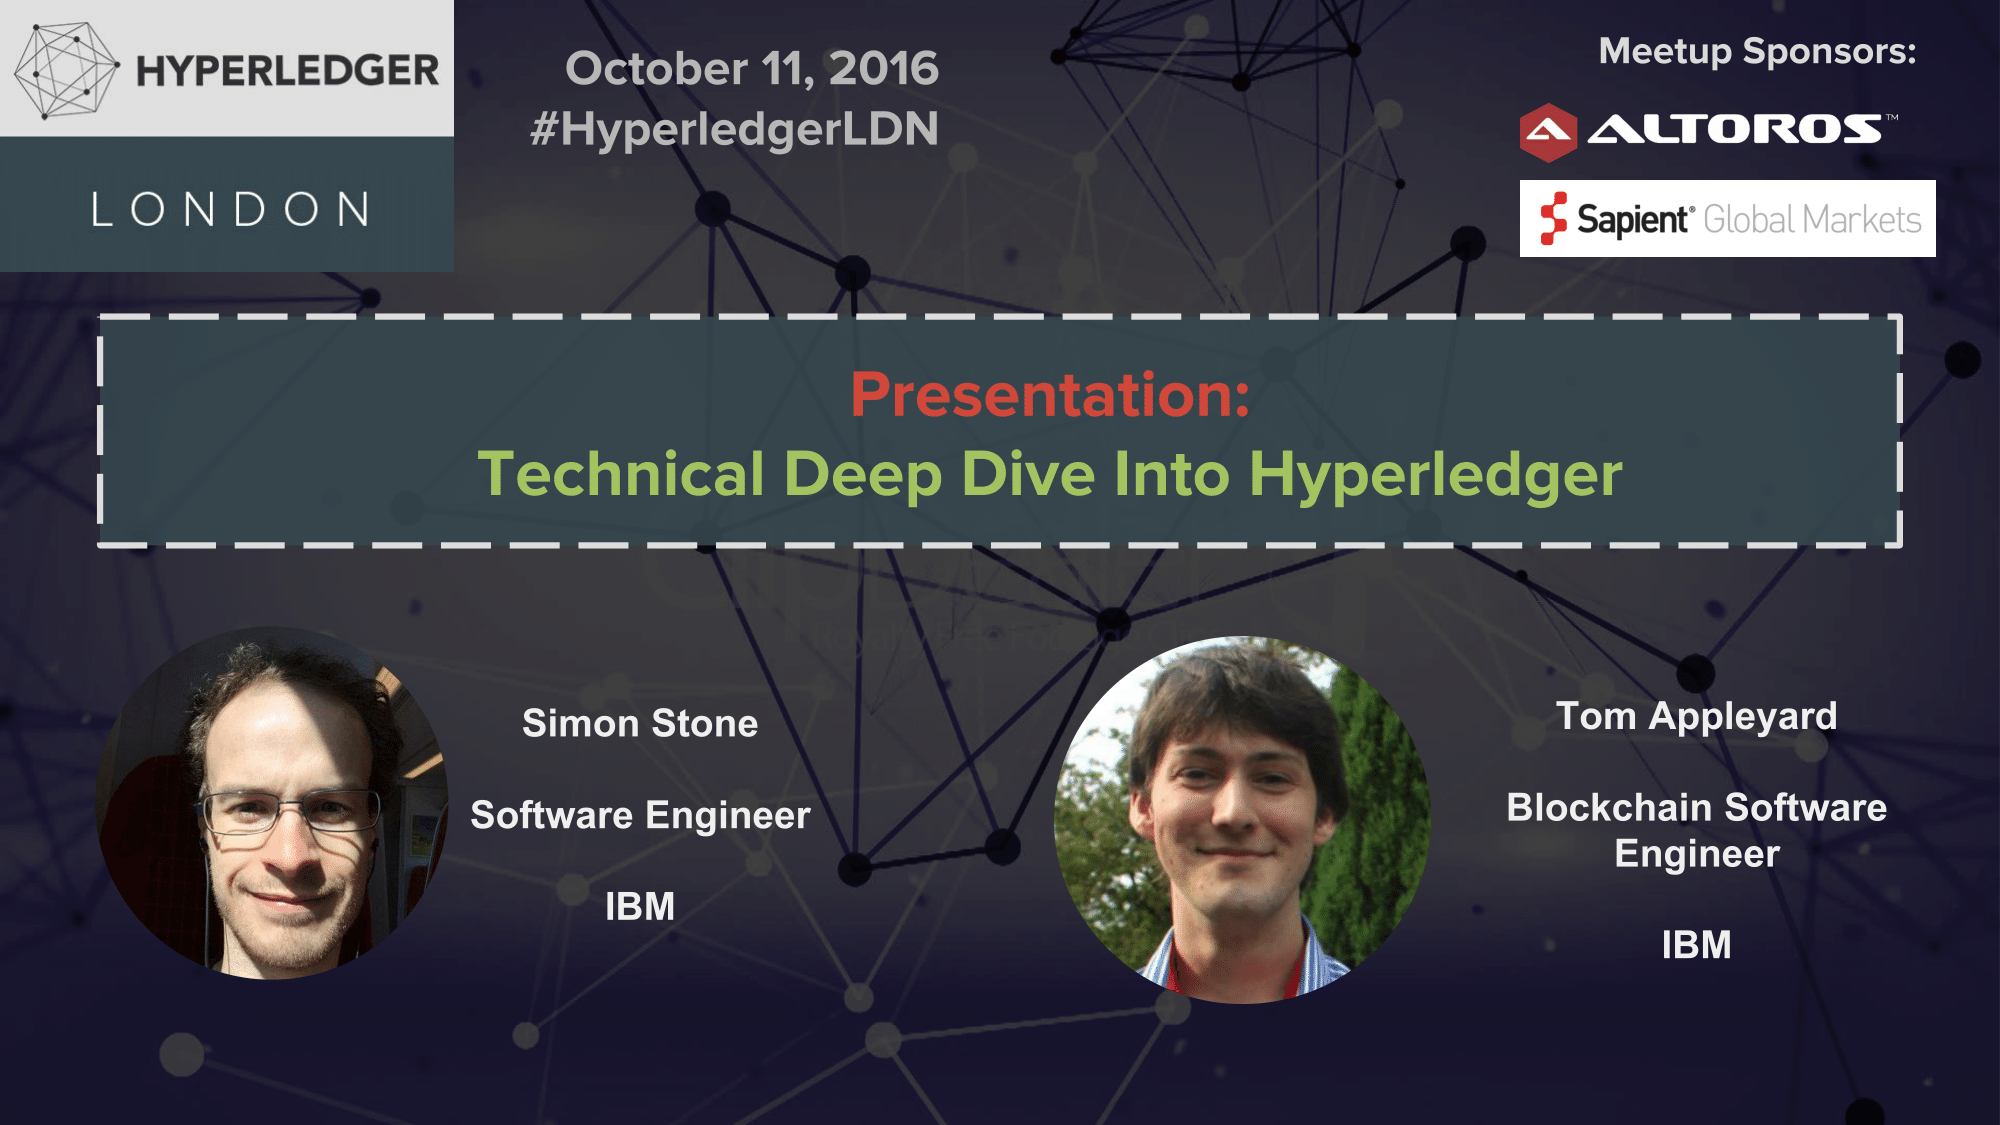 HYPERLEDGER
LONDON
October 11, 2016
#HyperledgerLDN
Meetup Sponsors:
ALTOROS™
Sapient® Global Markets
Presentation:
Technical Deep Dive Into Hyperledger
Simon Stone
Software Engineer
IBM
Tom Appleyard
Blockchain Software
Engineer
IBM